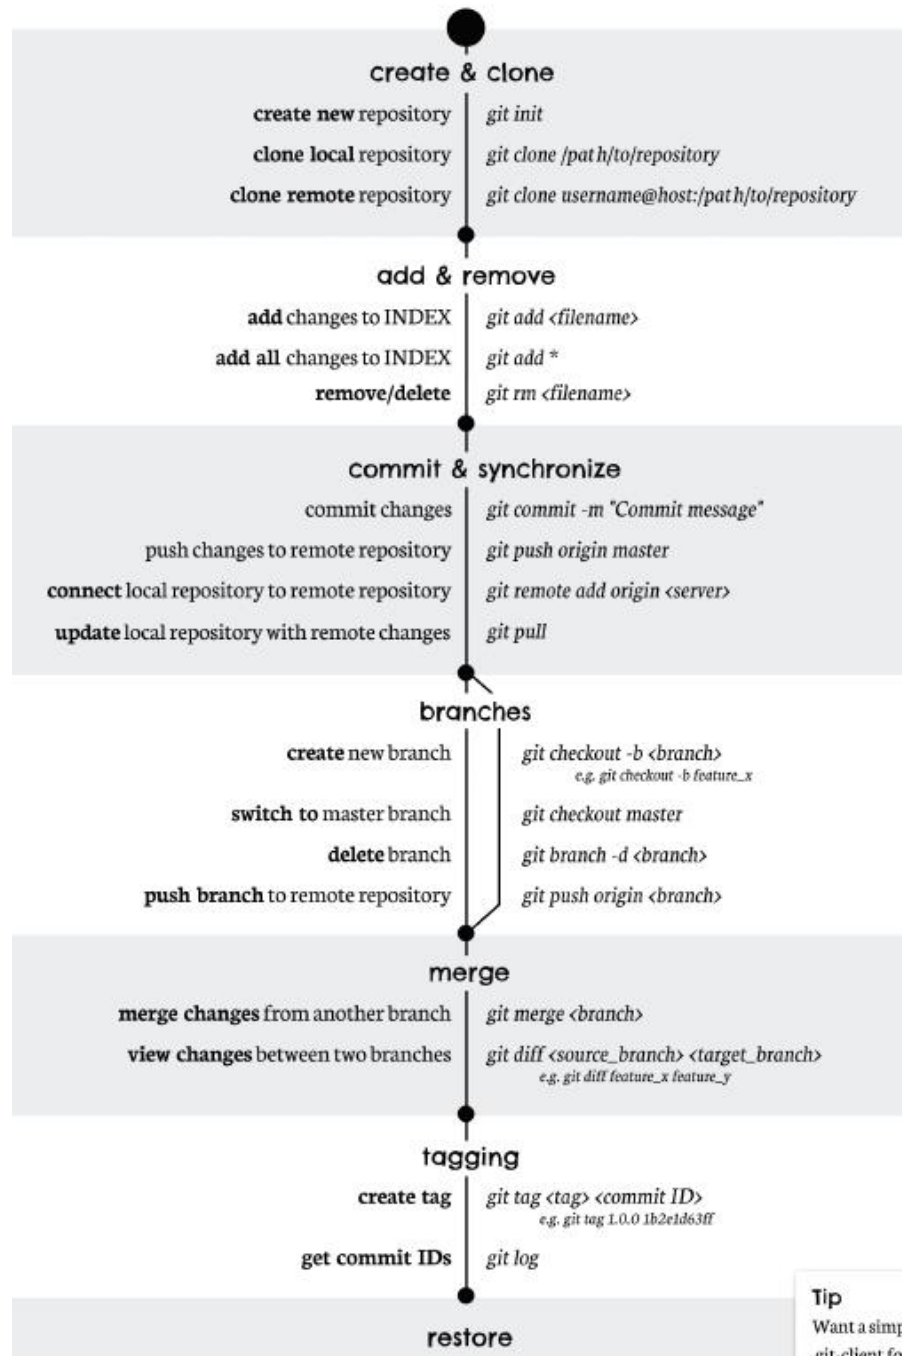 create & clone
create new repository git init
clone local repository git clone /path/to/repository
clone remote repository git clone username@host:/path/to/repository
add & remove
add changes to INDEX git add <filename>
add all changes to INDEX git add *
remove/delete git rm <filename>
commit & synchronize
commit changes git commit -m "Commit message"
push changes to remote repository git push origin master
connect local repository to remote repository git remote add origin <server>
update local repository with remote changes git pull
branches
create new branch git checkout -b <branch>
e.g. git checkout -b feature_x
switch to master branch git checkout master
delete branch git branch -d <branch>
push branch to remote repository git push origin <branch>
merge
merge changes from another branch git merge <branch>
view changes between two branches git diff <source_branch> <target_branch>
e.g. git diff feature_x feature_y
tagging
create tag git tag <tag> <commit ID>
e.g. git tag 1.0.0 1b2e1d63ff
get commit IDs git log
restore
Tip
Want a simp
git-client fo